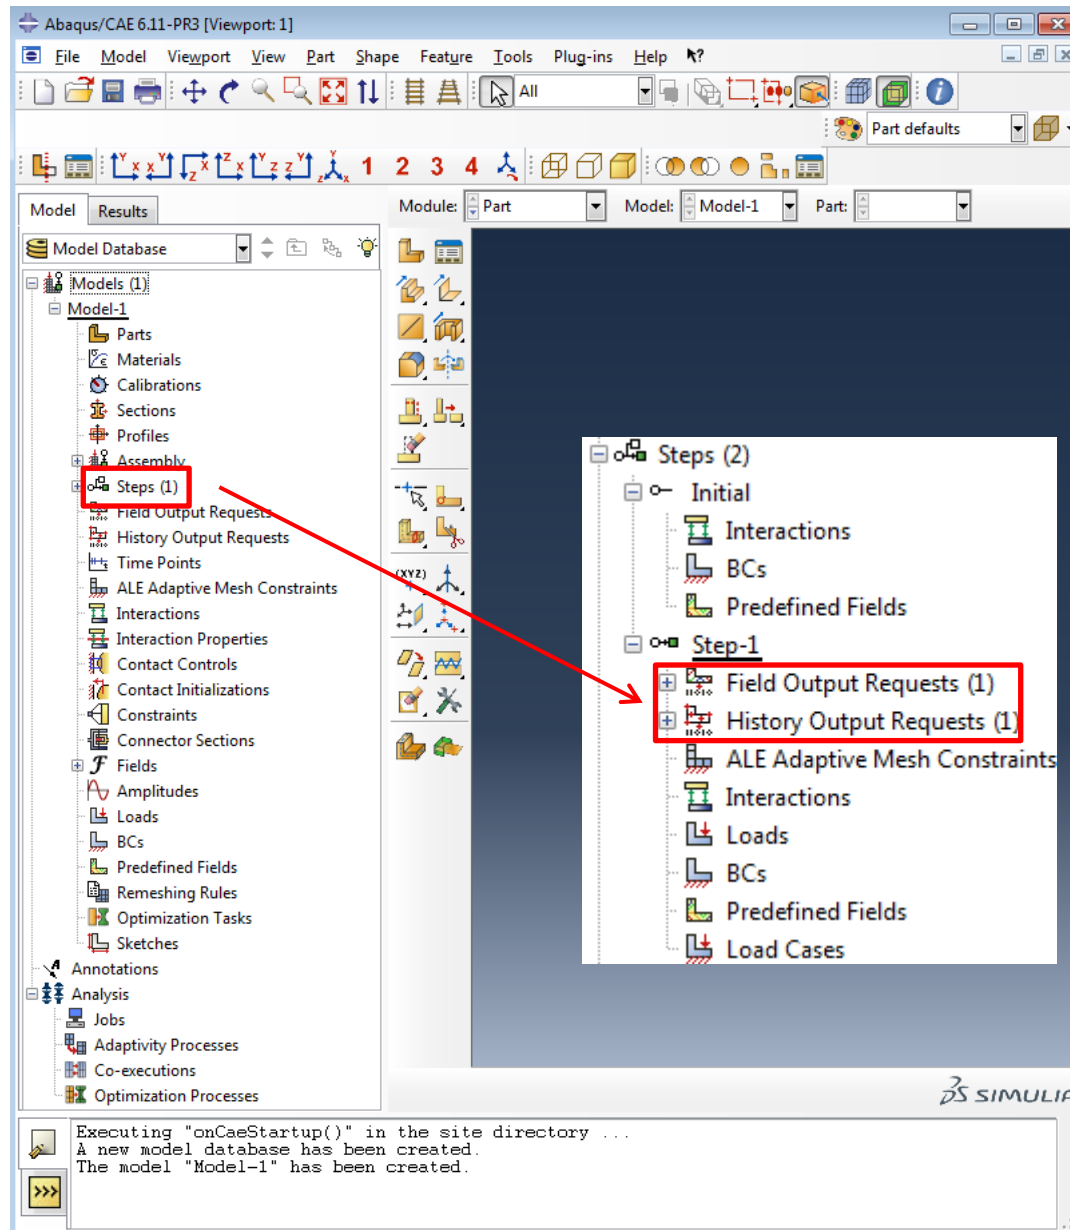 Abaqus/CAE 6.11-PR3 [Viewport: 1]
File Model Viewport View Part Shape Feature Tools Plug-ins Help ?
All
Part defaults
1 2 3 4
Model Results
Module: Part Model: Model-1 Part:
Model Database
Models (1)
Model-1
Parts
Materials
Calibrations
Sections
Profiles
Assembly
Steps (1)
Field Output Requests
History Output Requests
Time Points
ALE Adaptive Mesh Constraints
Interactions
Interaction Properties
Contact Controls
Contact Initializations
Constraints
Connector Sections
Fields
Amplitudes
Loads
BCs
Predefined Fields
Remeshing Rules
Optimization Tasks
Sketches
Annotations
Analysis
Jobs
Adaptivity Processes
Co-executions
Optimization Processes
(XYZ)
Steps (2)
Initial
Interactions
BCs
Predefined Fields
Step-1
Field Output Requests (1)
History Output Requests (1)
ALE Adaptive Mesh Constraints
Interactions
Loads
BCs
Predefined Fields
Load Cases
SIMULIA
Executing "onCaeStartup()" in the site directory ...
A new model database has been created.
The model "Model-1" has been created.
>>>